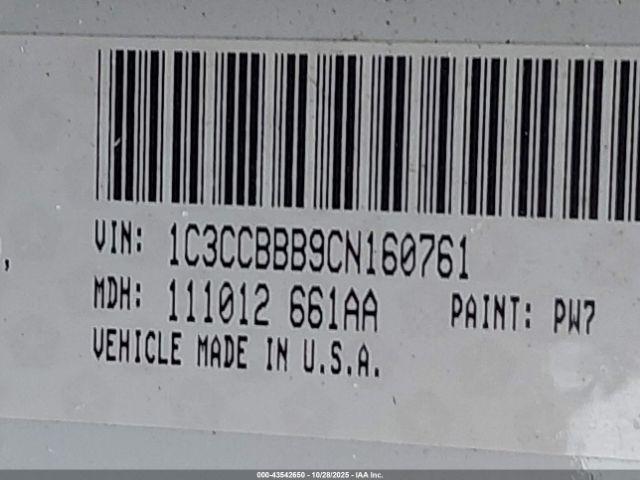 VIN: 1C3CCBBB9CN160761
,
MDH: 111012 661AA PAINT: PW7
VEHICLE MADE IN U.S.A.
000-43542650 - 10/28/2025 - IAA Inc.